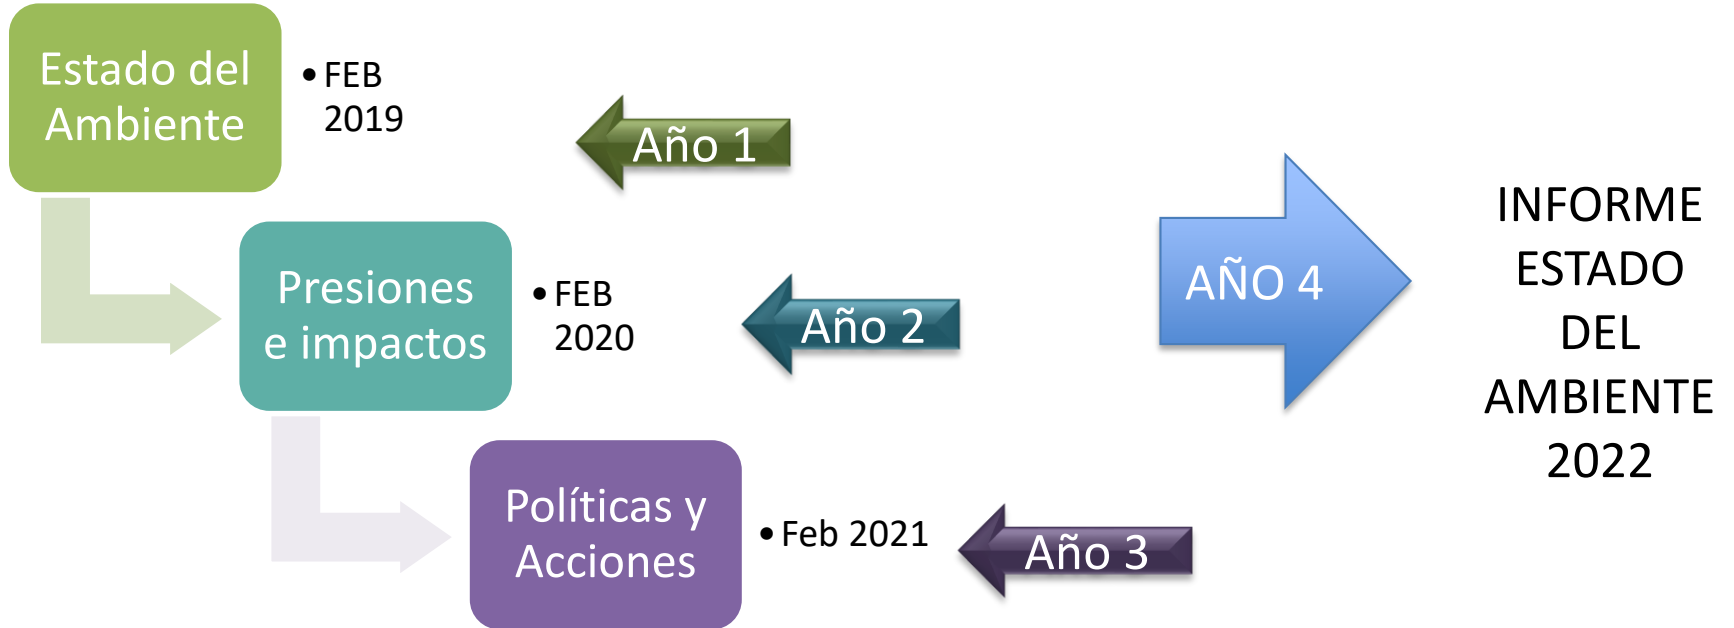 Estado del
Ambiente
• FEB
2019
Año 1
Presiones
e impactos
• FEB
2020
Año 2
Políticas y
Acciones
• Feb 2021
Año 3
AÑO 4
INFORME
ESTADO
DEL
AMBIENTE
2022